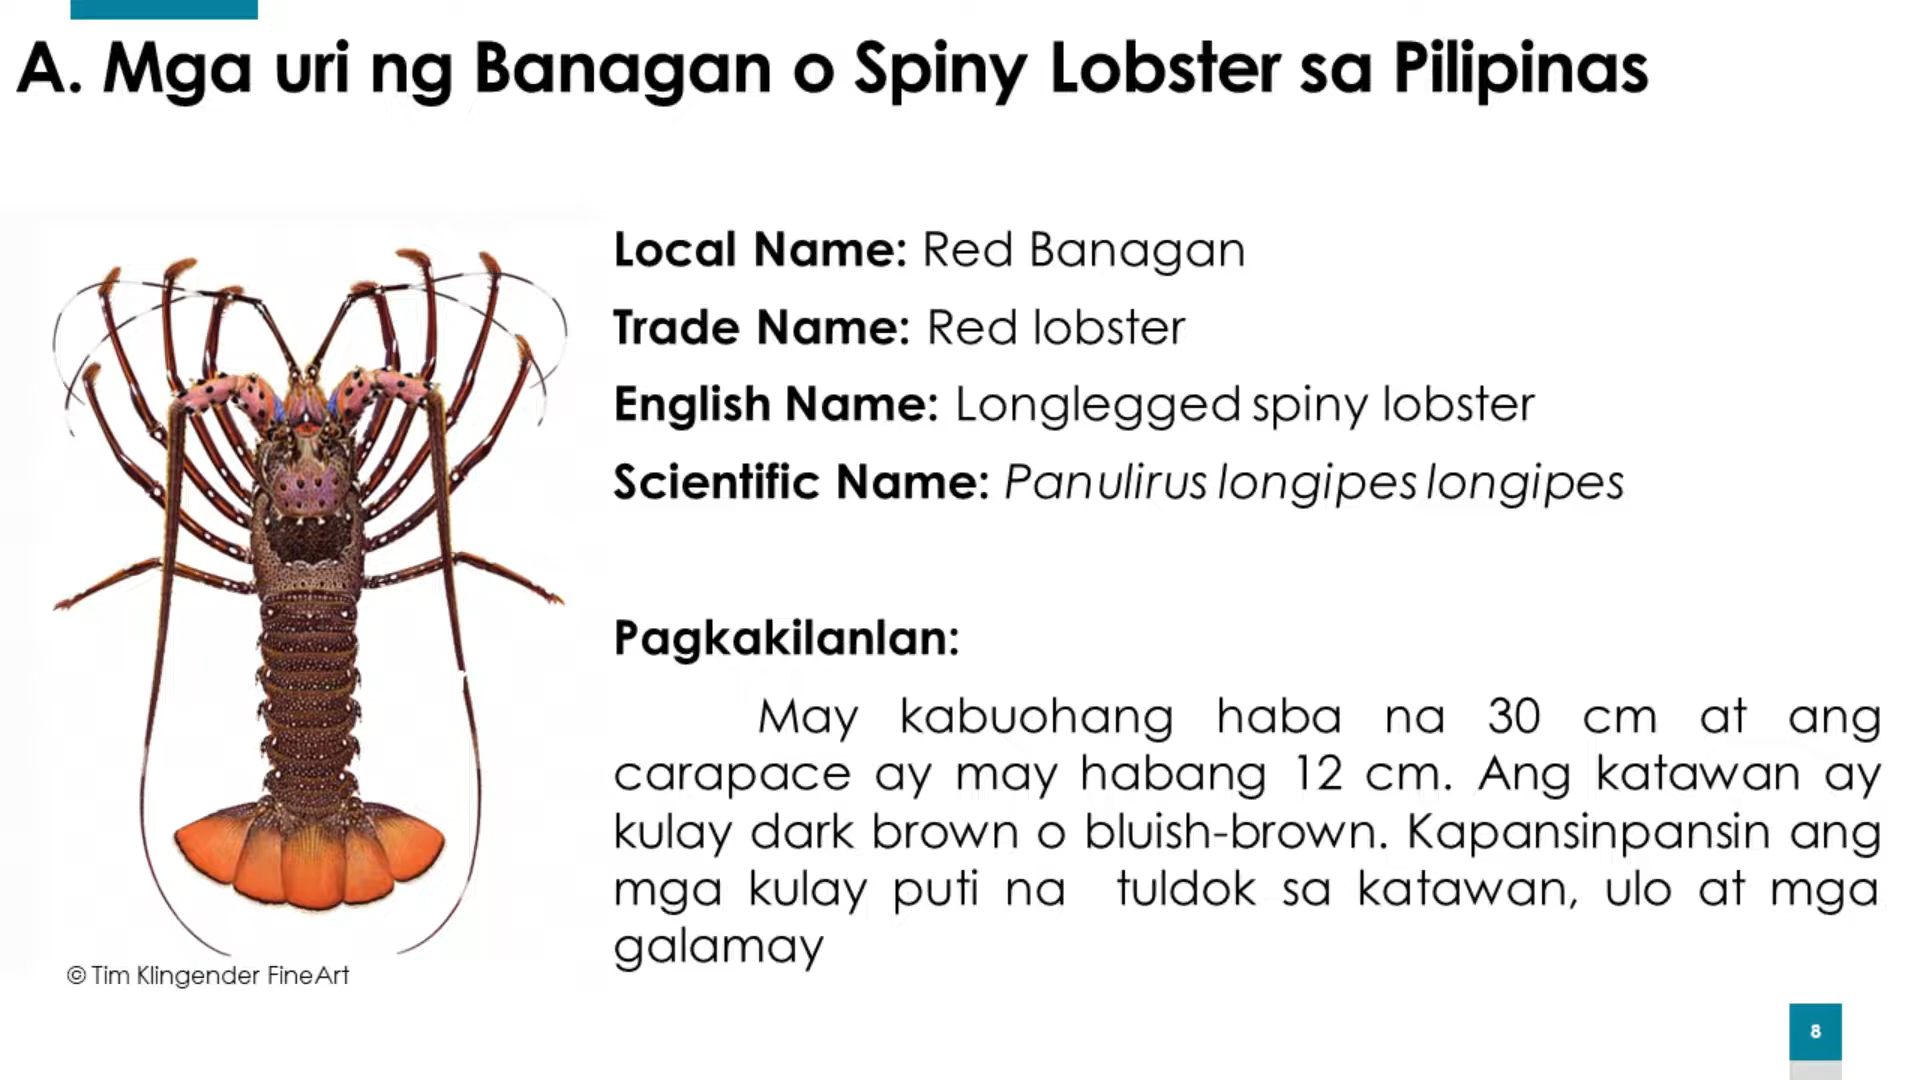 A. Mga uri ng Banagan o Spiny Lobster sa Pilipinas
Local Name: Red Banagan
Trade Name: Red lobster
English Name: Longlegged spiny lobster
Scientific Name: Panulirus longipes longipes
Pagkakilanlan:
May kabuohang haba na 30 cm at ang
carapace ay may habang 12 cm. Ang katawan ay
kulay dark brown o bluish-brown. Kapansinpansin ang
mga kulay puti na tuldok sa katawan, ulo at mga
galamay
© Tim Klingender FineArt
8